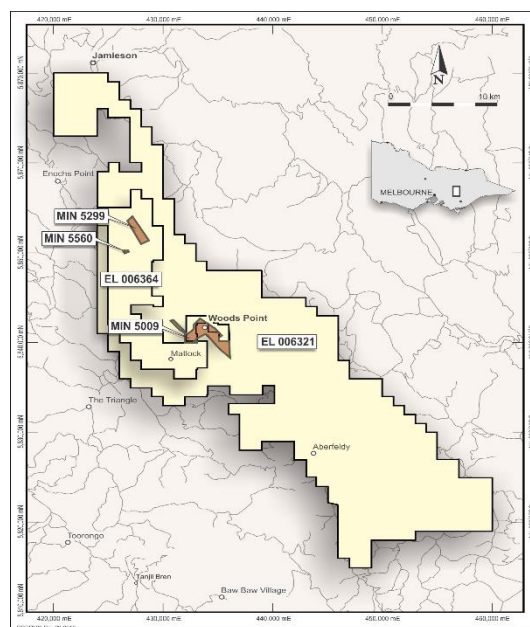 420,000 mE
430,000 mE
440,000 mE
450,000 mE
460,000 mE
Jamieson
N
0
10 km
MELBOURNE
Enochs Point
MIN 5299
MIN 5560
EL 006364
MIN 5009
Woods Point
EL 006321
Matlock
The Triangle
Aberfeldy
Toorongo
Tanjil Bren
Baw Baw Village
420,000 mE
430,000 mE
440,000 mE
450,000 mE
460,000 mE